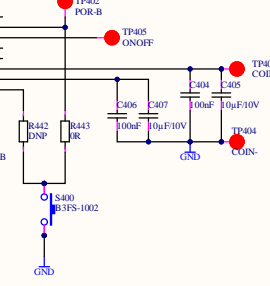 TP402
POR-B
TP405
ONOFF
COI
C404
C405
100nF
10µF/10V
C406
C407
100nF
10µF/10V
R442
DNP
R443
0R
TP404
COIN-
GND
B
S400
B3FS-1002
GND